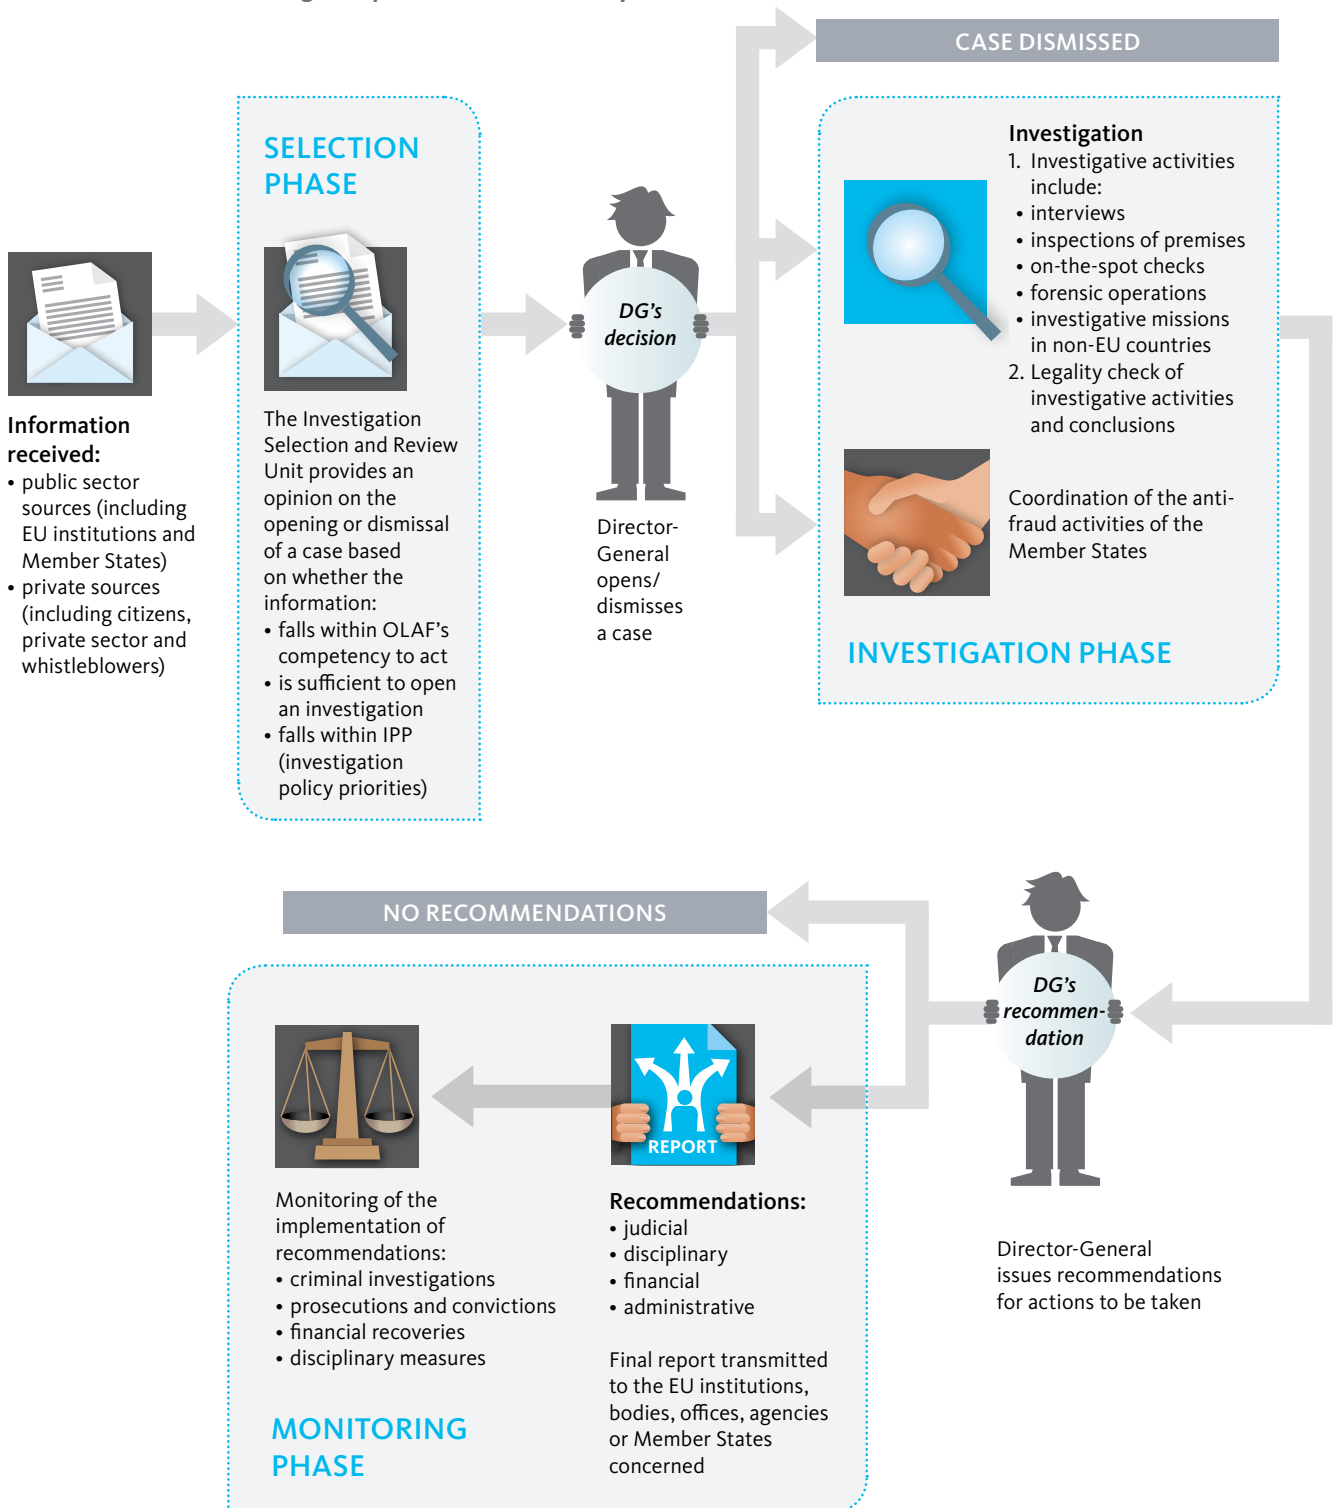 CASE DISMISSED
SELECTION
PHASE
Information
received:
• public sector
sources (including
EU institutions and
Member States)
• private sources
(including citizens,
private sector and
whistleblowers)
The Investigation
Selection and Review
Unit provides an
opinion on the
opening or dismissal
of a case based
on whether the
information:
• falls within OLAF's
competency to act
• is sufficient to open
an investigation
• falls within IPP
(investigation
policy priorities)
DG's
decision
Director-
General
opens/
dismisses
a case
Investigation
1. Investigative activities
include:
• interviews
• inspections of premises
• on-the-spot checks
• forensic operations
• investigative missions
in non-EU countries
2. Legality check of
investigative activities
and conclusions
Coordination of the anti-
fraud activities of the
Member States
INVESTIGATION PHASE
NO RECOMMENDATIONS
DG's
recommen-
dation
Director-General
issues recommendations
for actions to be taken
REPORT
Recommendations:
• judicial
• disciplinary
• financial
• administrative
Final report transmitted
to the EU institutions,
bodies, offices, agencies
or Member States
concerned
Monitoring of the
implementation of
recommendations:
• criminal investigations
• prosecutions and convictions
• financial recoveries
• disciplinary measures
MONITORING
PHASE